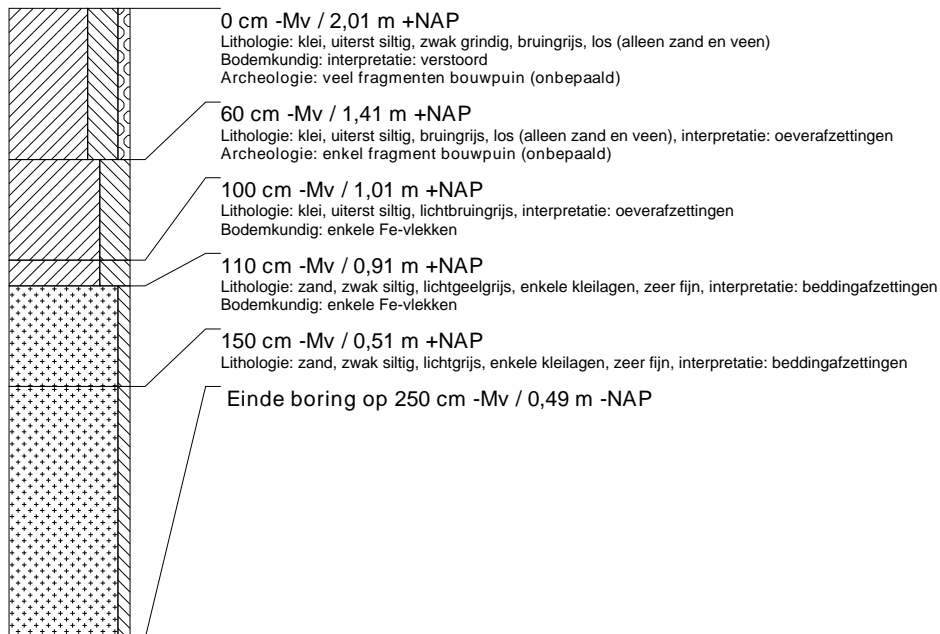 0 cm -Mv / 2,01 m +NAP
Lithologie: klei, uiterst siltig, zwak grindig, bruingrijs, los (alleen zand en veen)
Bodemkundig: interpretatie: verstoord
Archeologie: veel fragmenten bouwpuin (onbepaald)
60 cm -Mv / 1,41 m +NAP
Lithologie: klei, uiterst siltig, bruingrijs, los (alleen zand en veen), interpretatie: oeverafzettingen
Archeologie: enkel fragment bouwpuin (onbepaald)
100 cm -Mv / 1,01 m +NAP
Lithologie: klei, uiterst siltig, lichtbruingrijs, interpretatie: oeverafzettingen
Bodemkundig: enkele Fe-vlekken
110 cm -Mv / 0,91 m +NAP
Lithologie: zand, zwak siltig, lichtgeelgrijs, enkele kleilagen, zeer fijn, interpretatie: beddingafzettingen
Bodemkundig: enkele Fe-vlekken
150 cm -Mv / 0,51 m +NAP
Lithologie: zand, zwak siltig, lichtgrijs, enkele kleilagen, zeer fijn, interpretatie: beddingafzettingen
Einde boring op 250 cm -Mv / 0,49 m -NAP